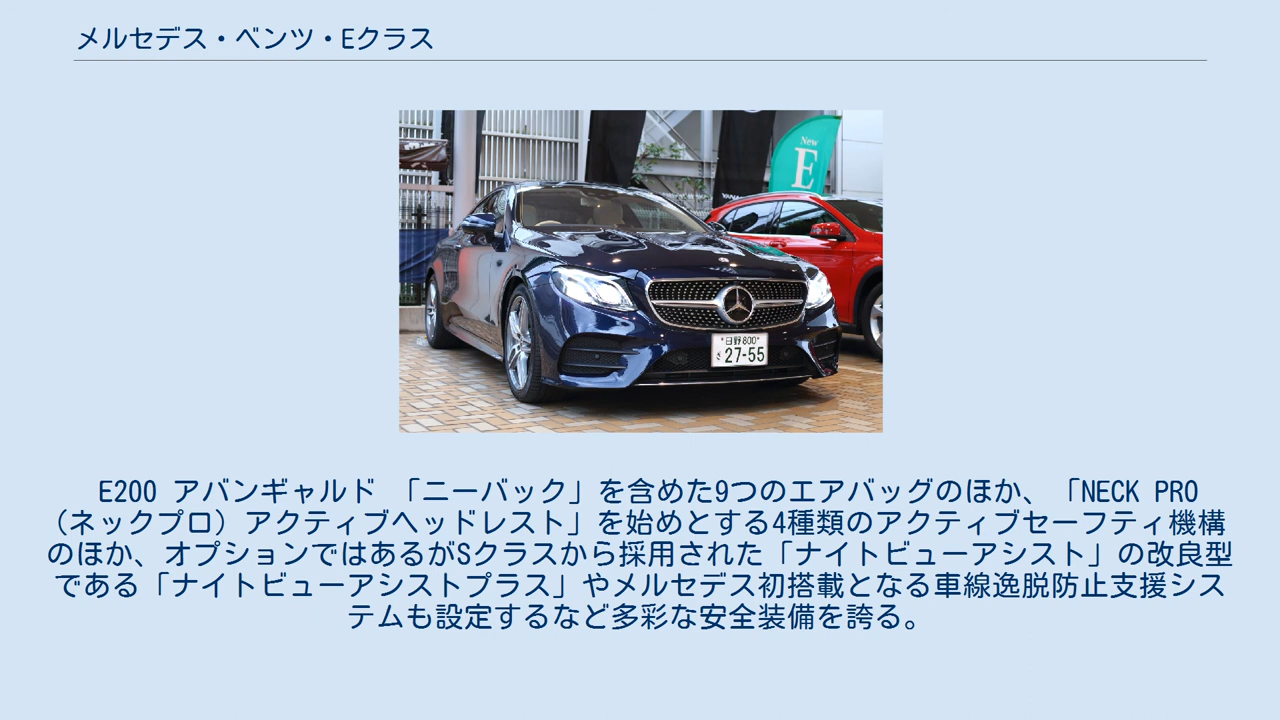 メルセデス・ベンツ・Eクラス
New
E
日野 800
27-55
E200 アバンギャルド 「ニーバック」を含めた9つのエアバッグのほか、「NECK PRO
（ネックプロ）アクティブヘッドレスト」を始めとする4種類のアクティブセーフティ機構
のほか、オプションではあるがSクラスから採用された「ナイトビューアシスト」の改良型
である「ナイトビューアシストプラス」やメルセデス初搭載となる車線逸脱防止支援シス
テムも設定するなど多彩な安全装備を誇る。